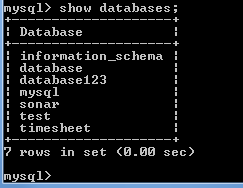 mysql> show databases;
+--------------------+
| Database           |
+--------------------+
| information_schema |
| database           |
| database123        |
| mysql              |
| sonar              |
| test               |
| timesheet          |
+--------------------+
7 rows in set (0.00 sec)
mysql>